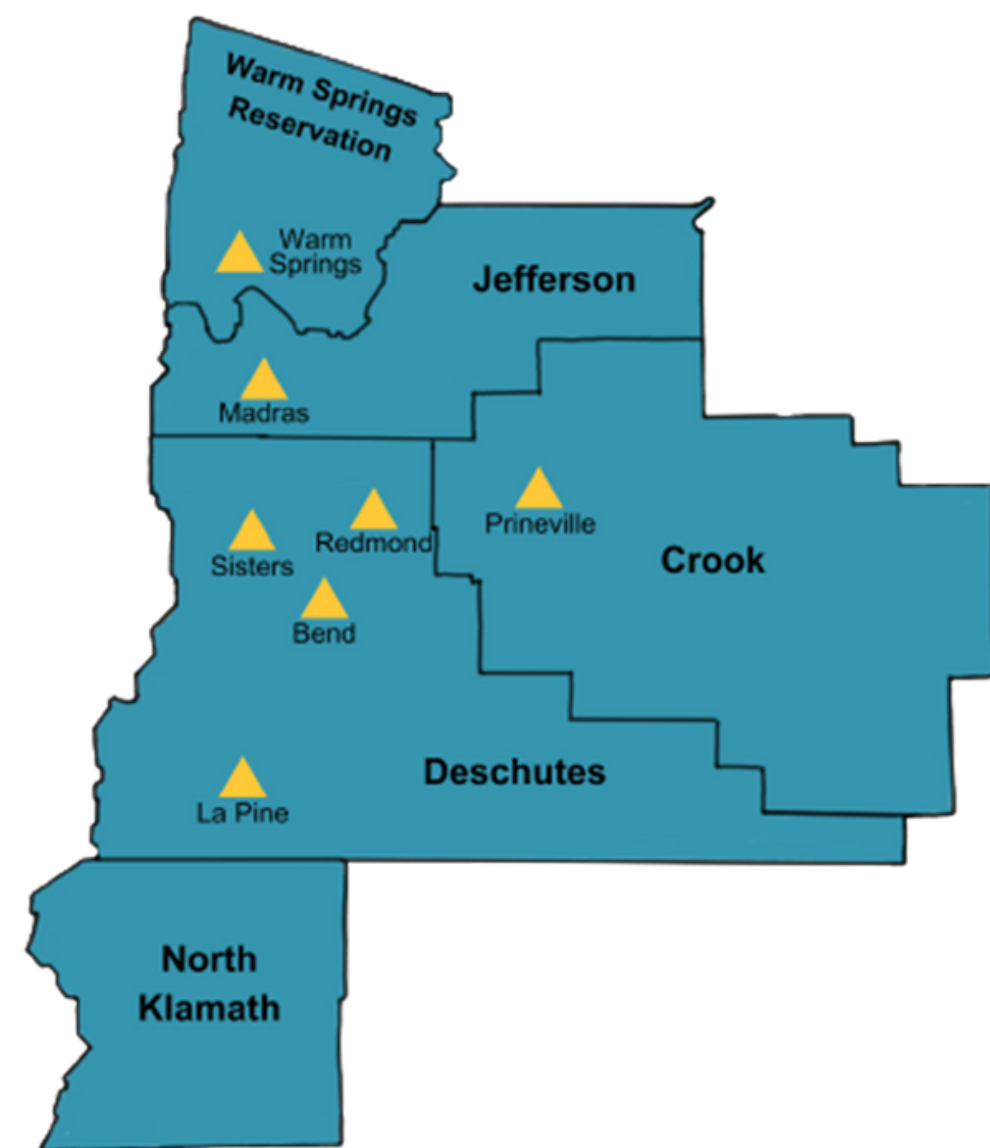 Warm Springs
Reservation
Warm
Springs
Jefferson
Madras
Prineville
Redmond
Sisters
Crook
Bend
Deschutes
La Pine
North
Klamath